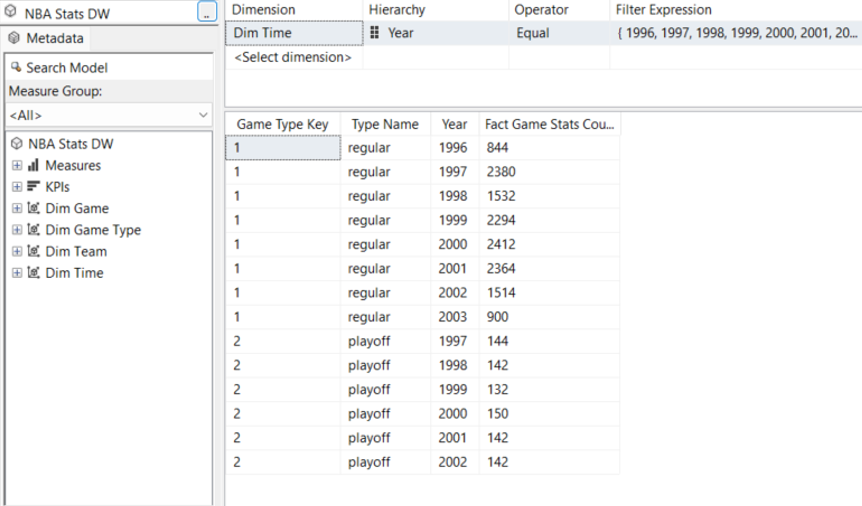 NBA Stats DW
..
Metadata
Search Model
Measure Group:
<All>
NBA Stats DW
Measures
KPIs
Dim Game
Dim Game Type
Dim Team
Dim Time
Dimension Hierarchy Operator Filter Expression
Dim Time Year Equal { 1996, 1997, 1998, 1999, 2000, 2001, 20...
<Select dimension>
Game Type Key Type Name Year Fact Game Stats Cou...
1 regular 1996 844
1 regular 1997 2380
1 regular 1998 1532
1 regular 1999 2294
1 regular 2000 2412
1 regular 2001 2364
1 regular 2002 1514
1 regular 2003 900
2 playoff 1997 144
2 playoff 1998 142
2 playoff 1999 132
2 playoff 2000 150
2 playoff 2001 142
2 playoff 2002 142